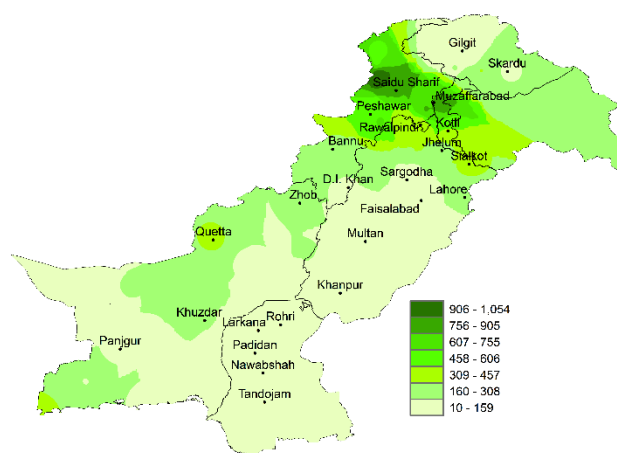 Gilgit
Skardu
Saidu Sharif
Muzaffarabad
Peshawar
Kotli
Rawalpindi
Jhelum
Bannu
Sialkot
Sargodha
D.I. Khan
Lahore
Zhob
Faisalabad
Quetta
Multan
Khanpur
Khuzdar
Larkana
Rohri
Panjgur
Padidan
Nawabshah
Tandojam
906 - 1,054
756 - 905
607 - 755
458 - 606
309 - 457
160 - 308
10 - 159